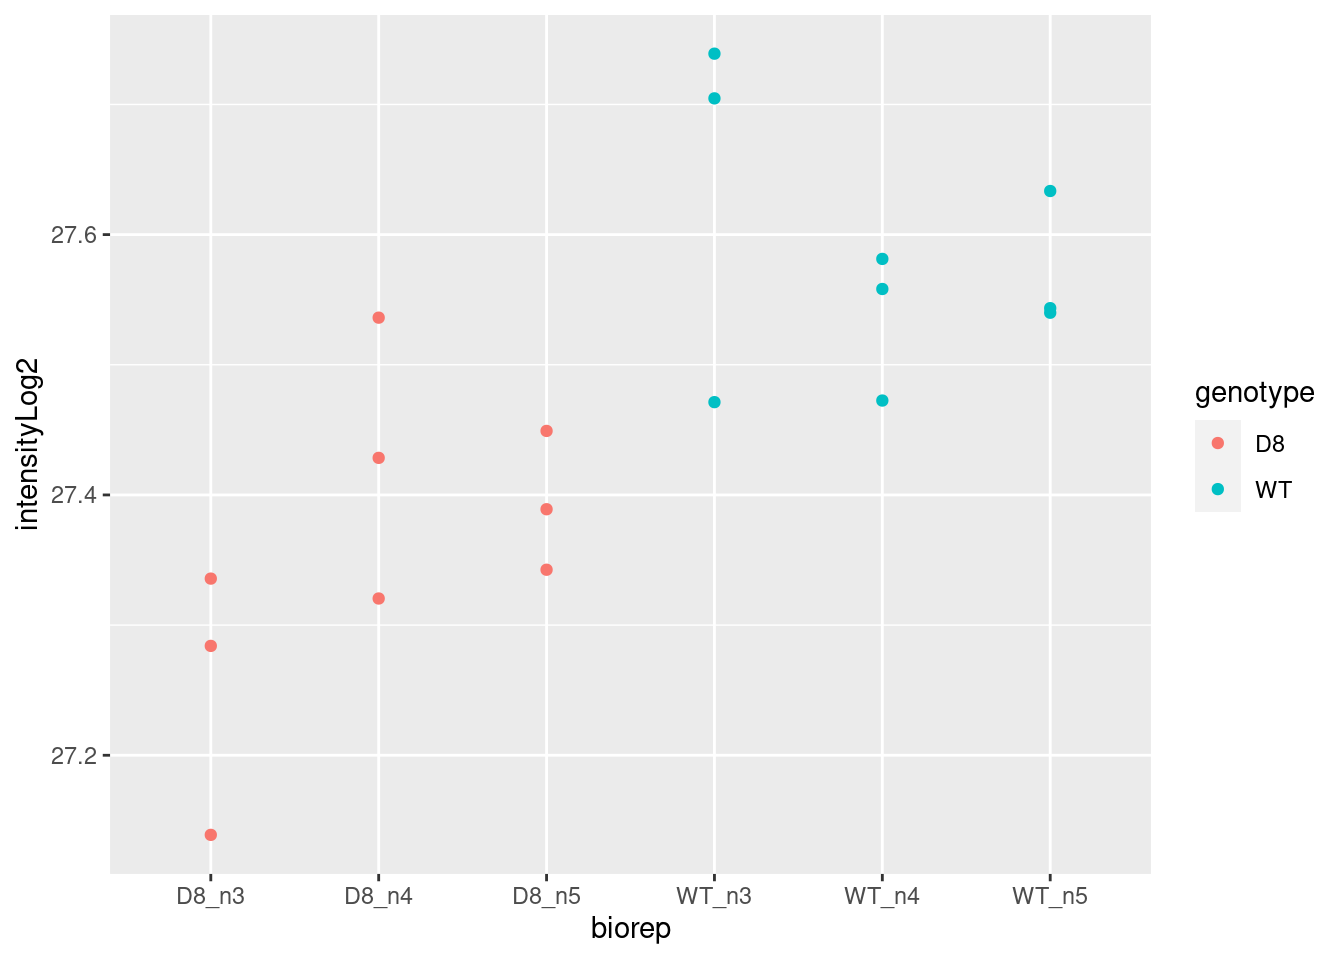 intensityLog2
27.6
27.4
27.2
D8_n3 D8_n4 D8_n5 WT_n3 WT_n4 WT_n5
biorep
genotype
D8
WT